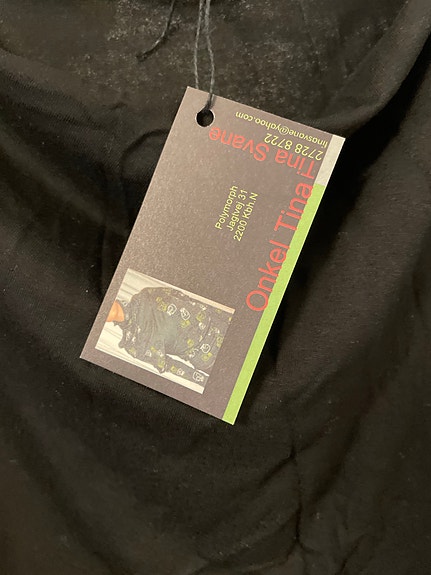 Onkel Tina
Tina Svane
2728 8722
tinasvane@yahoo.com
Polymorph
Jagtvej 31
2200 Kbh.N